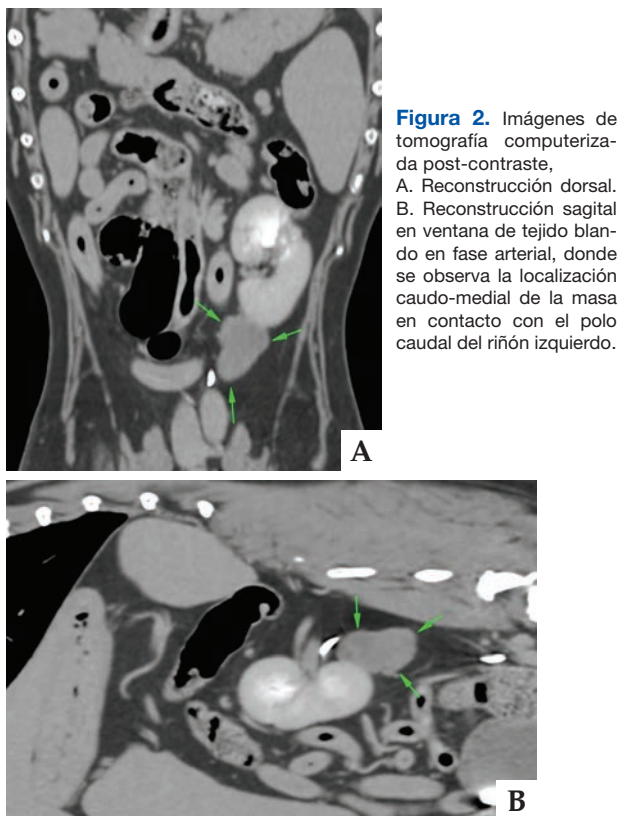 Figura 2. Imágenes de
tomografía computeriza-
da post-contraste,
A. Reconstrucción dorsal.
B. Reconstrucción sagital
en ventana de tejido blan-
do en fase arterial, donde
se observa la localización
caudo-medial de la masa
en contacto con el polo
caudal del riñón izquierdo.
A
B